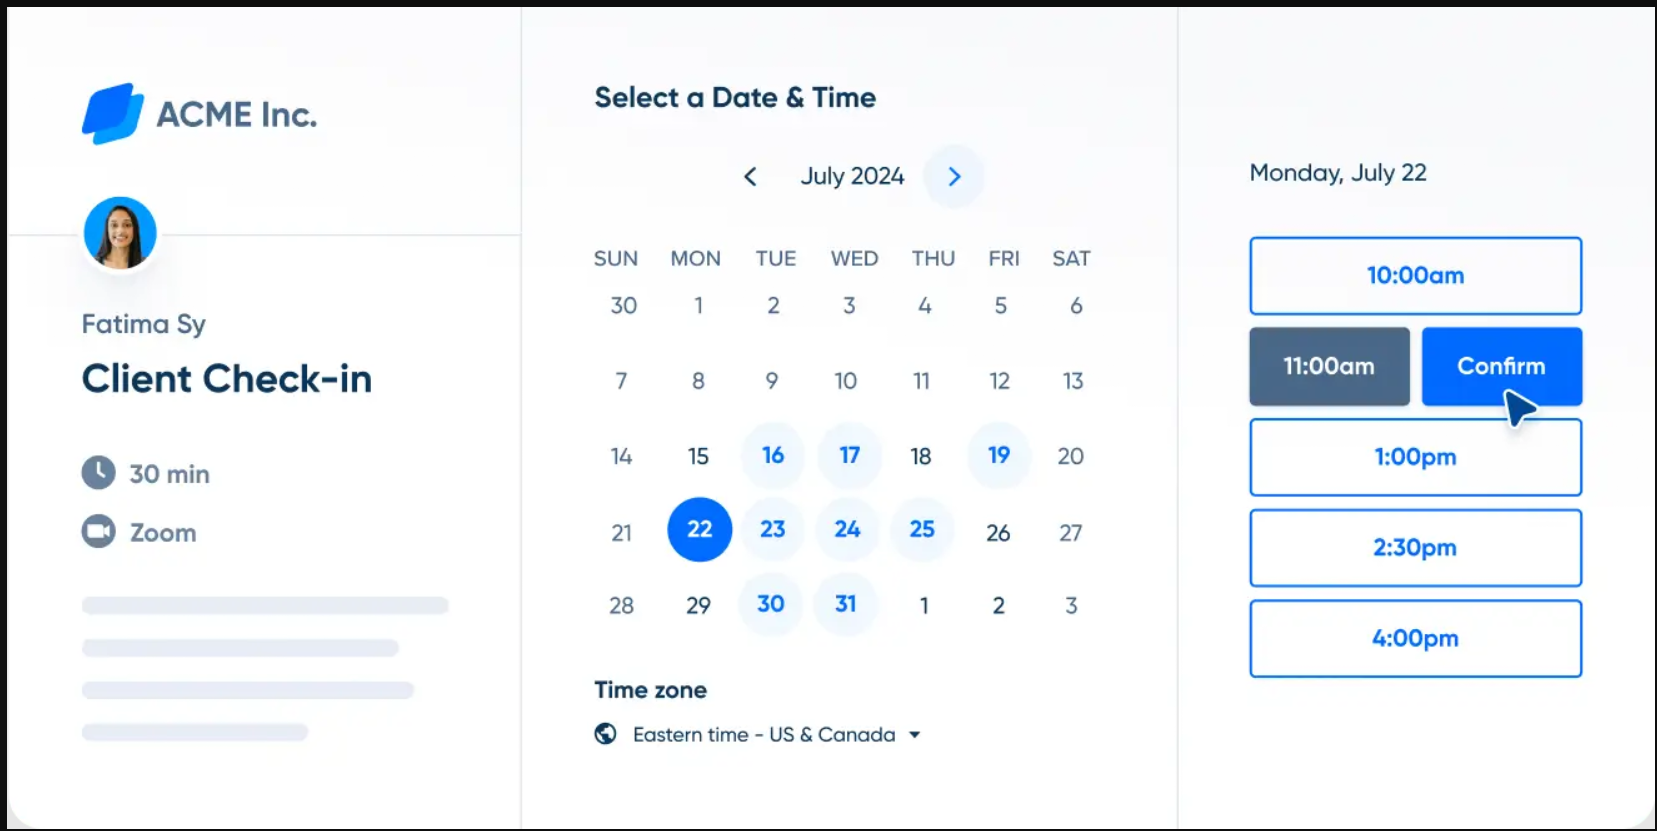 ACME Inc.
Fatima Sy
Client Check-in
30 min
Zoom
Select a Date & Time
July 2024
SUN MON TUE WED THU FRI SAT
30 1 2 3 4 5 6
7 8 9 10 11 12 13
14 15 16 17 18 19 20
21 22 23 24 25 26 27
28 29 30 31 1 2 3
Time zone
Eastern time - US & Canada
Monday, July 22
10:00am
11:00am Confirm
1:00pm
2:30pm
4:00pm